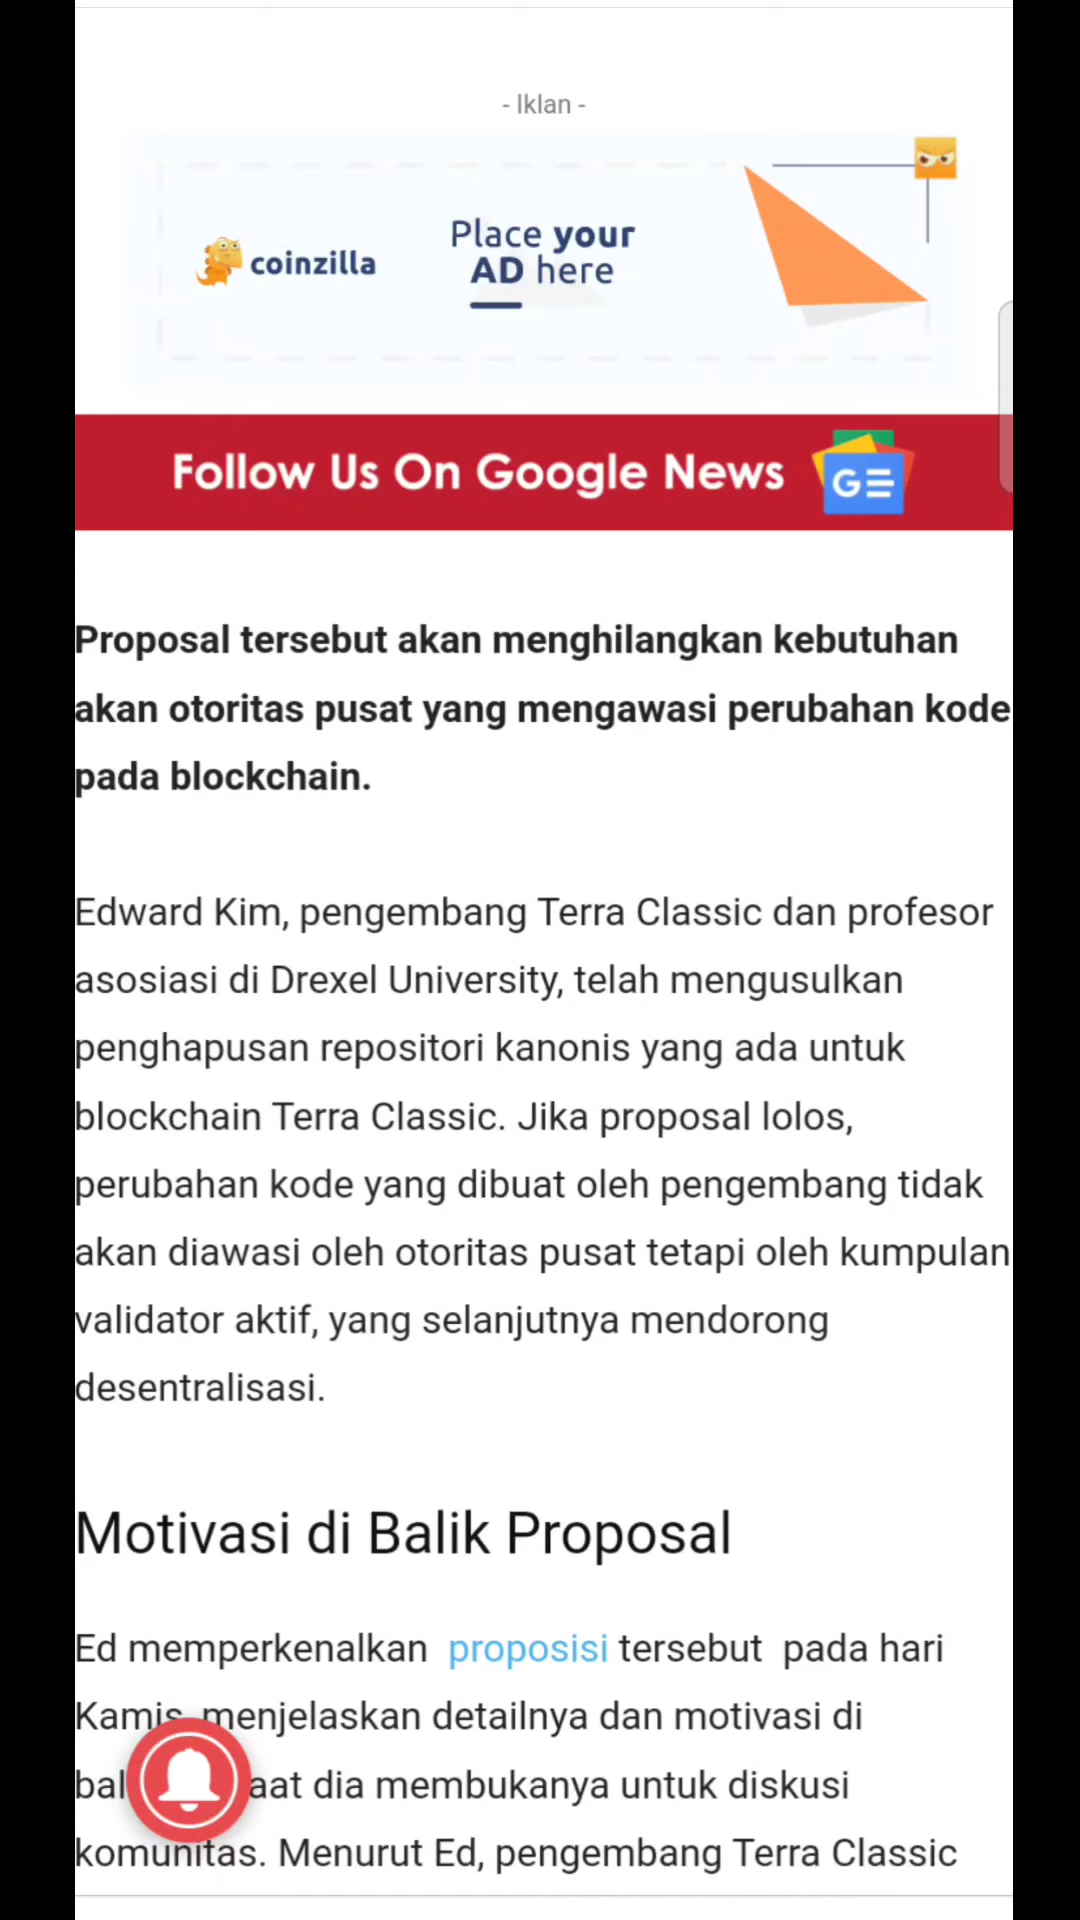 - Iklan -
coinzilla
Place your
AD here
Follow Us On Google News
G
Proposal tersebut akan menghilangkan kebutuhan
akan otoritas pusat yang mengawasi perubahan kode
pada blockchain.
Edward Kim, pengembang Terra Classic dan profesor
asosiasi di Drexel University, telah mengusulkan
penghapusan repositori kanonis yang ada untuk
blockchain Terra Classic. Jika proposal lolos,
perubahan kode yang dibuat oleh pengembang tidak
akan diawasi oleh otoritas pusat tetapi oleh kumpulan
validator aktif, yang selanjutnya mendorong
desentralisasi.
Motivasi di Balik Proposal
Ed memperkenalkan proposisi tersebut pada hari
Kamis, menjelaskan detailnya dan motivasi di
dia membukanya untuk diskusi
komunitas. Menurut Ed, pengembang Terra Classic